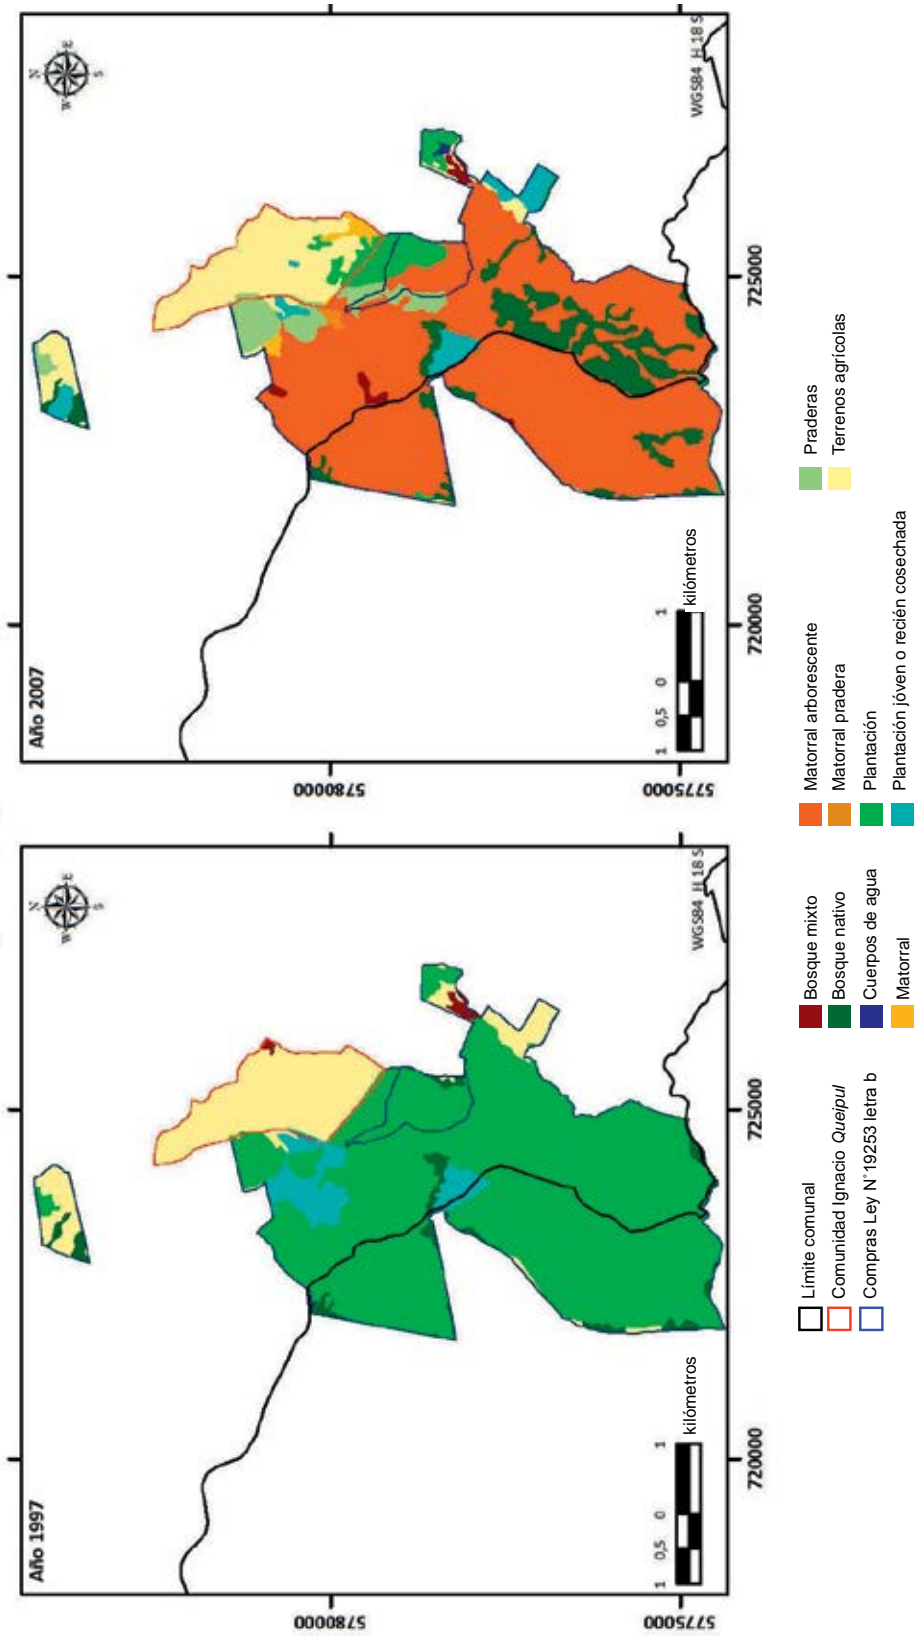 Año 1997
N
W
E
S
5780000
5775000
1
0,5
0
1
kilómetros
WGS84 H 18 S
720000
725000
Año 2007
N
W
E
S
5780000
5775000
1
0,5
0
1
kilómetros
WGS84 H 18 S
720000
725000
Límite comunal
Comunidad Ignacio Queipul
Compras Ley N°19253 letra b
Bosque mixto
Bosque nativo
Cuerpos de agua
Matorral
Matorral arborescente
Matorral pradera
Plantación
Plantación jóven o recién cosechada
Praderas
Terrenos agrícolas